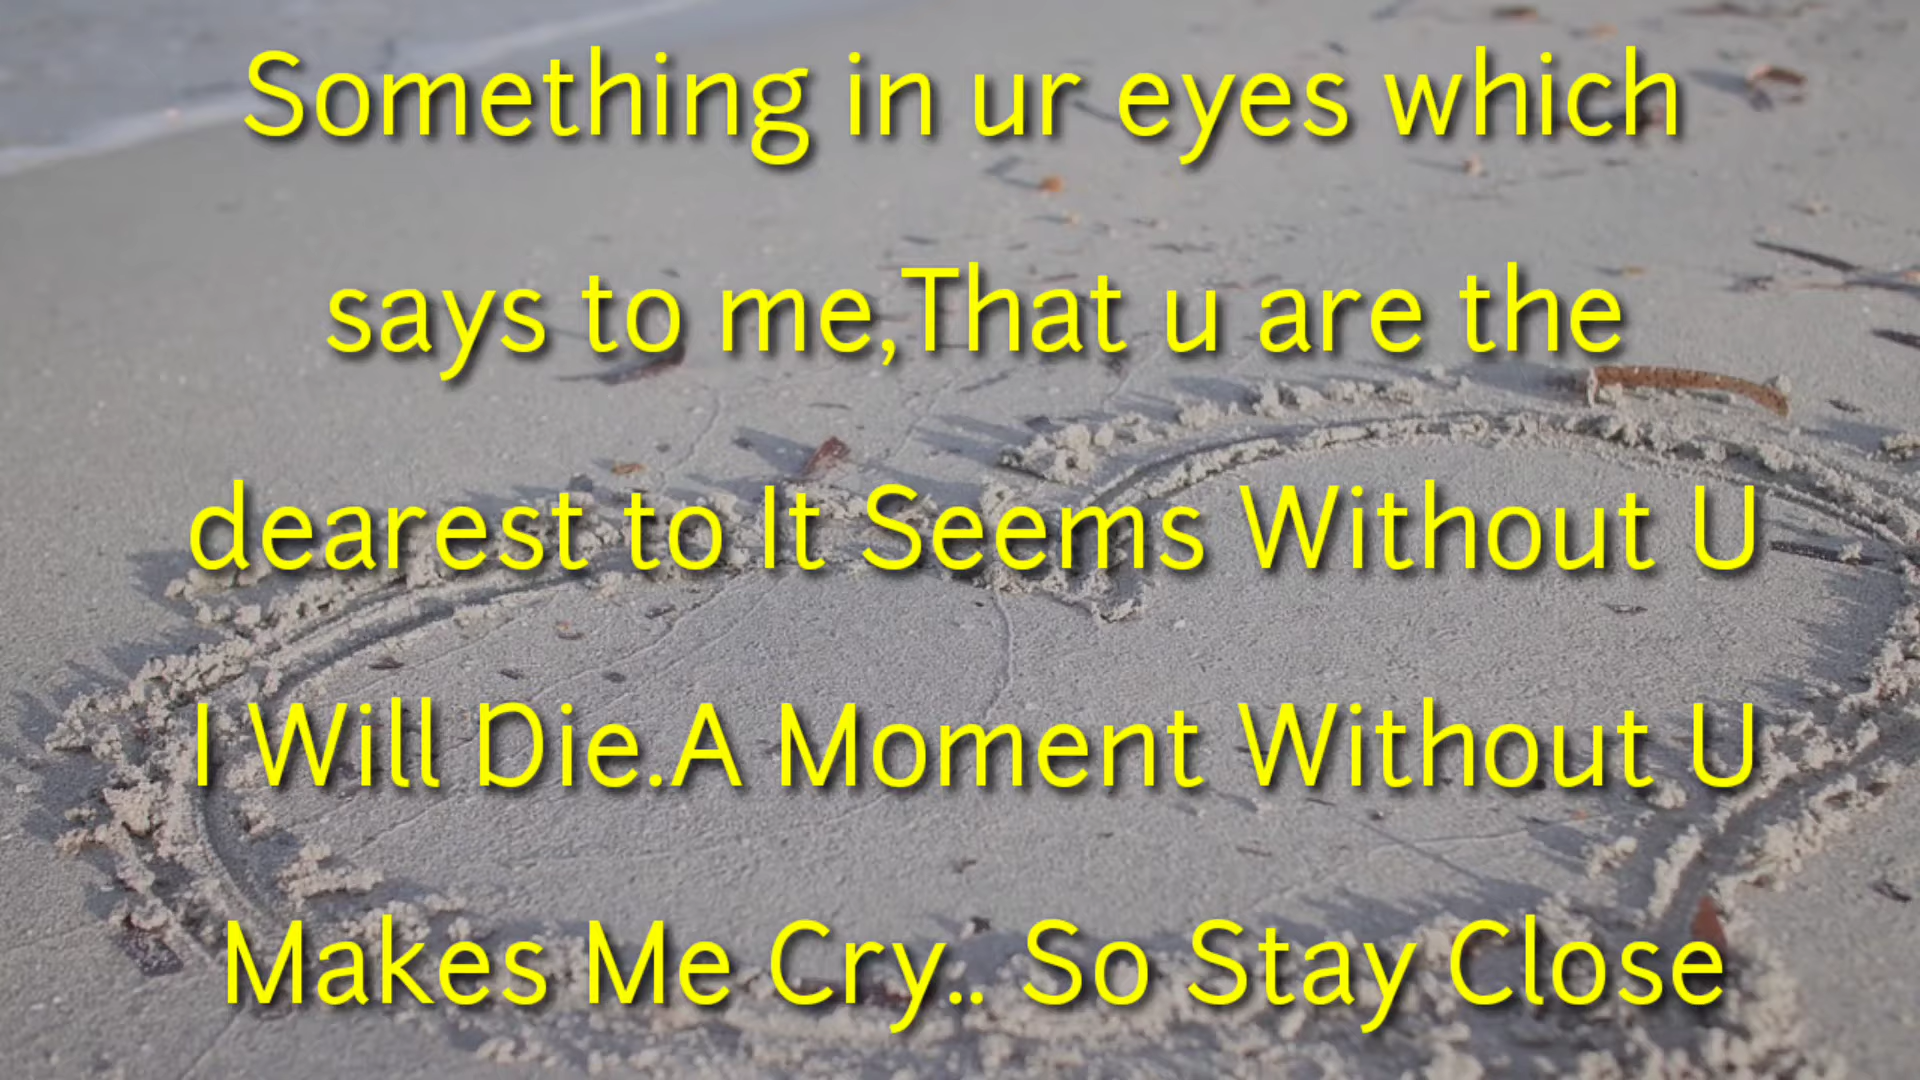 Something in ur eyes which
says to me,That u are the
dearest to It Seems Without U
I Will Die.A Moment Without U
Makes Me Cry.. So Stay Close